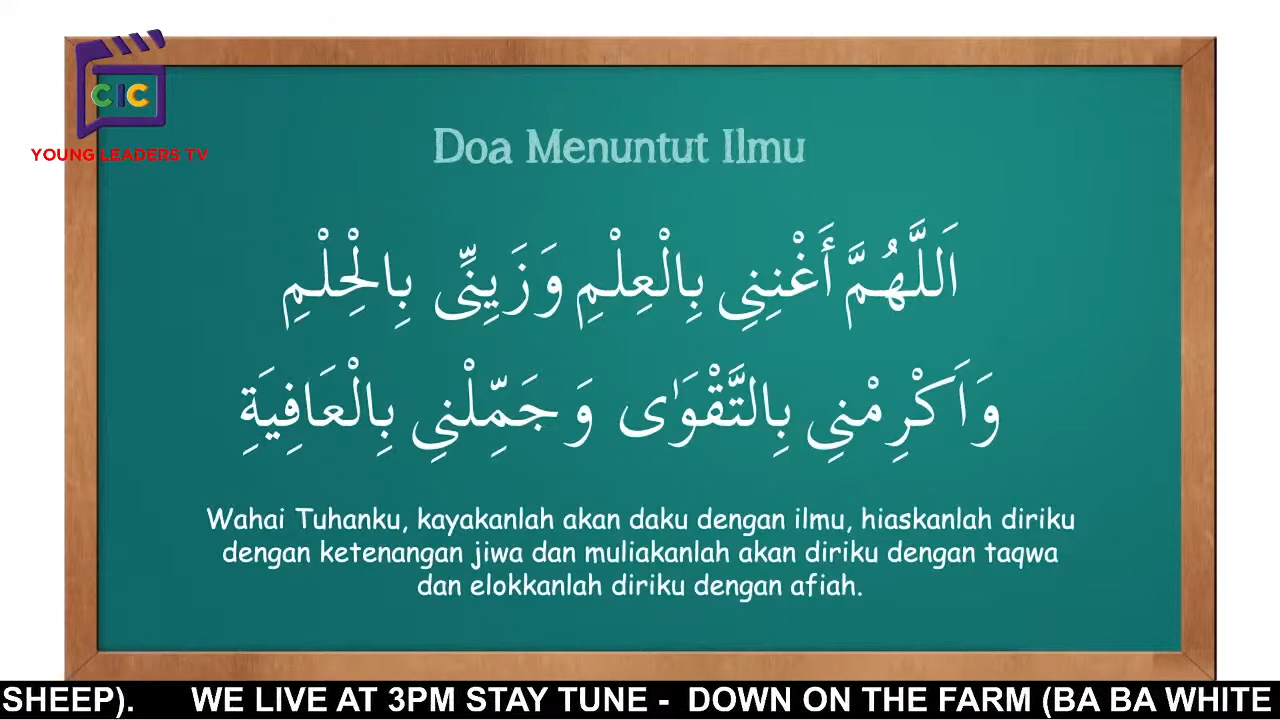 CIC
YOUNG LEADERS TV
Doa Menuntut Ilmu
اَللَّهُمَّ أَغْنِنِي بِالْعِلْمِ وَزَيِنِّى بِالْحِلْمِ
وَاَكْرِمْنِي بِالتَّقْوَىٰ وَجَمِّلْنِي بِالْعَافِيَةِ
Wahai Tuhanku, kayakanlah akan daku dengan ilmu, hiaskanlah diriku
dengan ketenangan jiwa dan muliakanlah akan diriku dengan taqwa
dan elokkanlah diriku dengan afiah.
SHEEP). WE LIVE AT 3PM STAY TUNE - DOWN ON THE FARM (BA BA WHITE